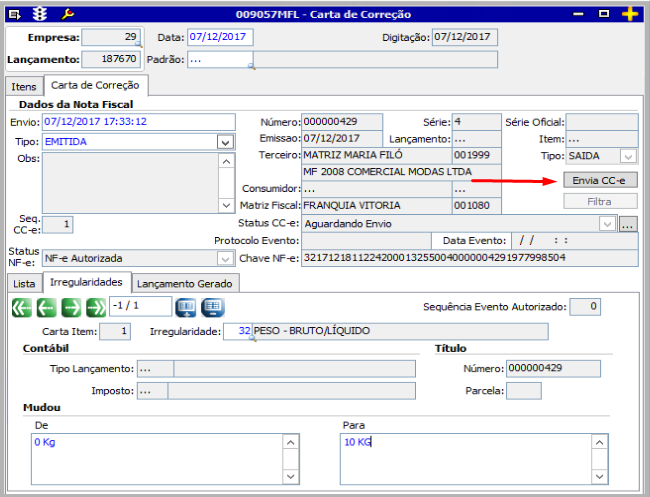 009057MFL - Carta de Correção
Empresa: 29 Data: 07/12/2017 Digitação: 07/12/2017
Lançamento: 187670 Padrão: ...
Itens Carta de Correção
Dados da Nota Fiscal
Envio: 07/12/2017 17:33:12 Número: 000000429 Série: 4 Série Oficial:
Tipo: EMITIDA Emissao: 07/12/2017 Lançamento: ... Item: ...
Obs: Terceiro: MATRIZ MARIA FILÓ 001999 Tipo: SAIDA
MF 2008 COMERCIAL MODAS LTDA
Envia CC-e
Consumidor: ... ...
Matriz Fiscal: FRANQUIA VITORIA 001080 Filtra
Seq. CC-e: 1 Status CC-e: Aguardando Envio ...
Protocolo Evento: Data Evento: / / : :
Status NF-e: NF-e Autorizada Chave NF-e: 32171218112242000132550040000004291977998504
Lista Irregularidades Lançamento Gerado
-1 / 1 Sequência Evento Autorizado: 0
Carta Item: 1 Irregularidade: 32 PESO - BRUTO/LÍQUIDO
Contábil Título
Tipo Lançamento: ... Número: 000000429
Imposto: ... Parcela:
Mudou
De Para
0 Kg 10 KG